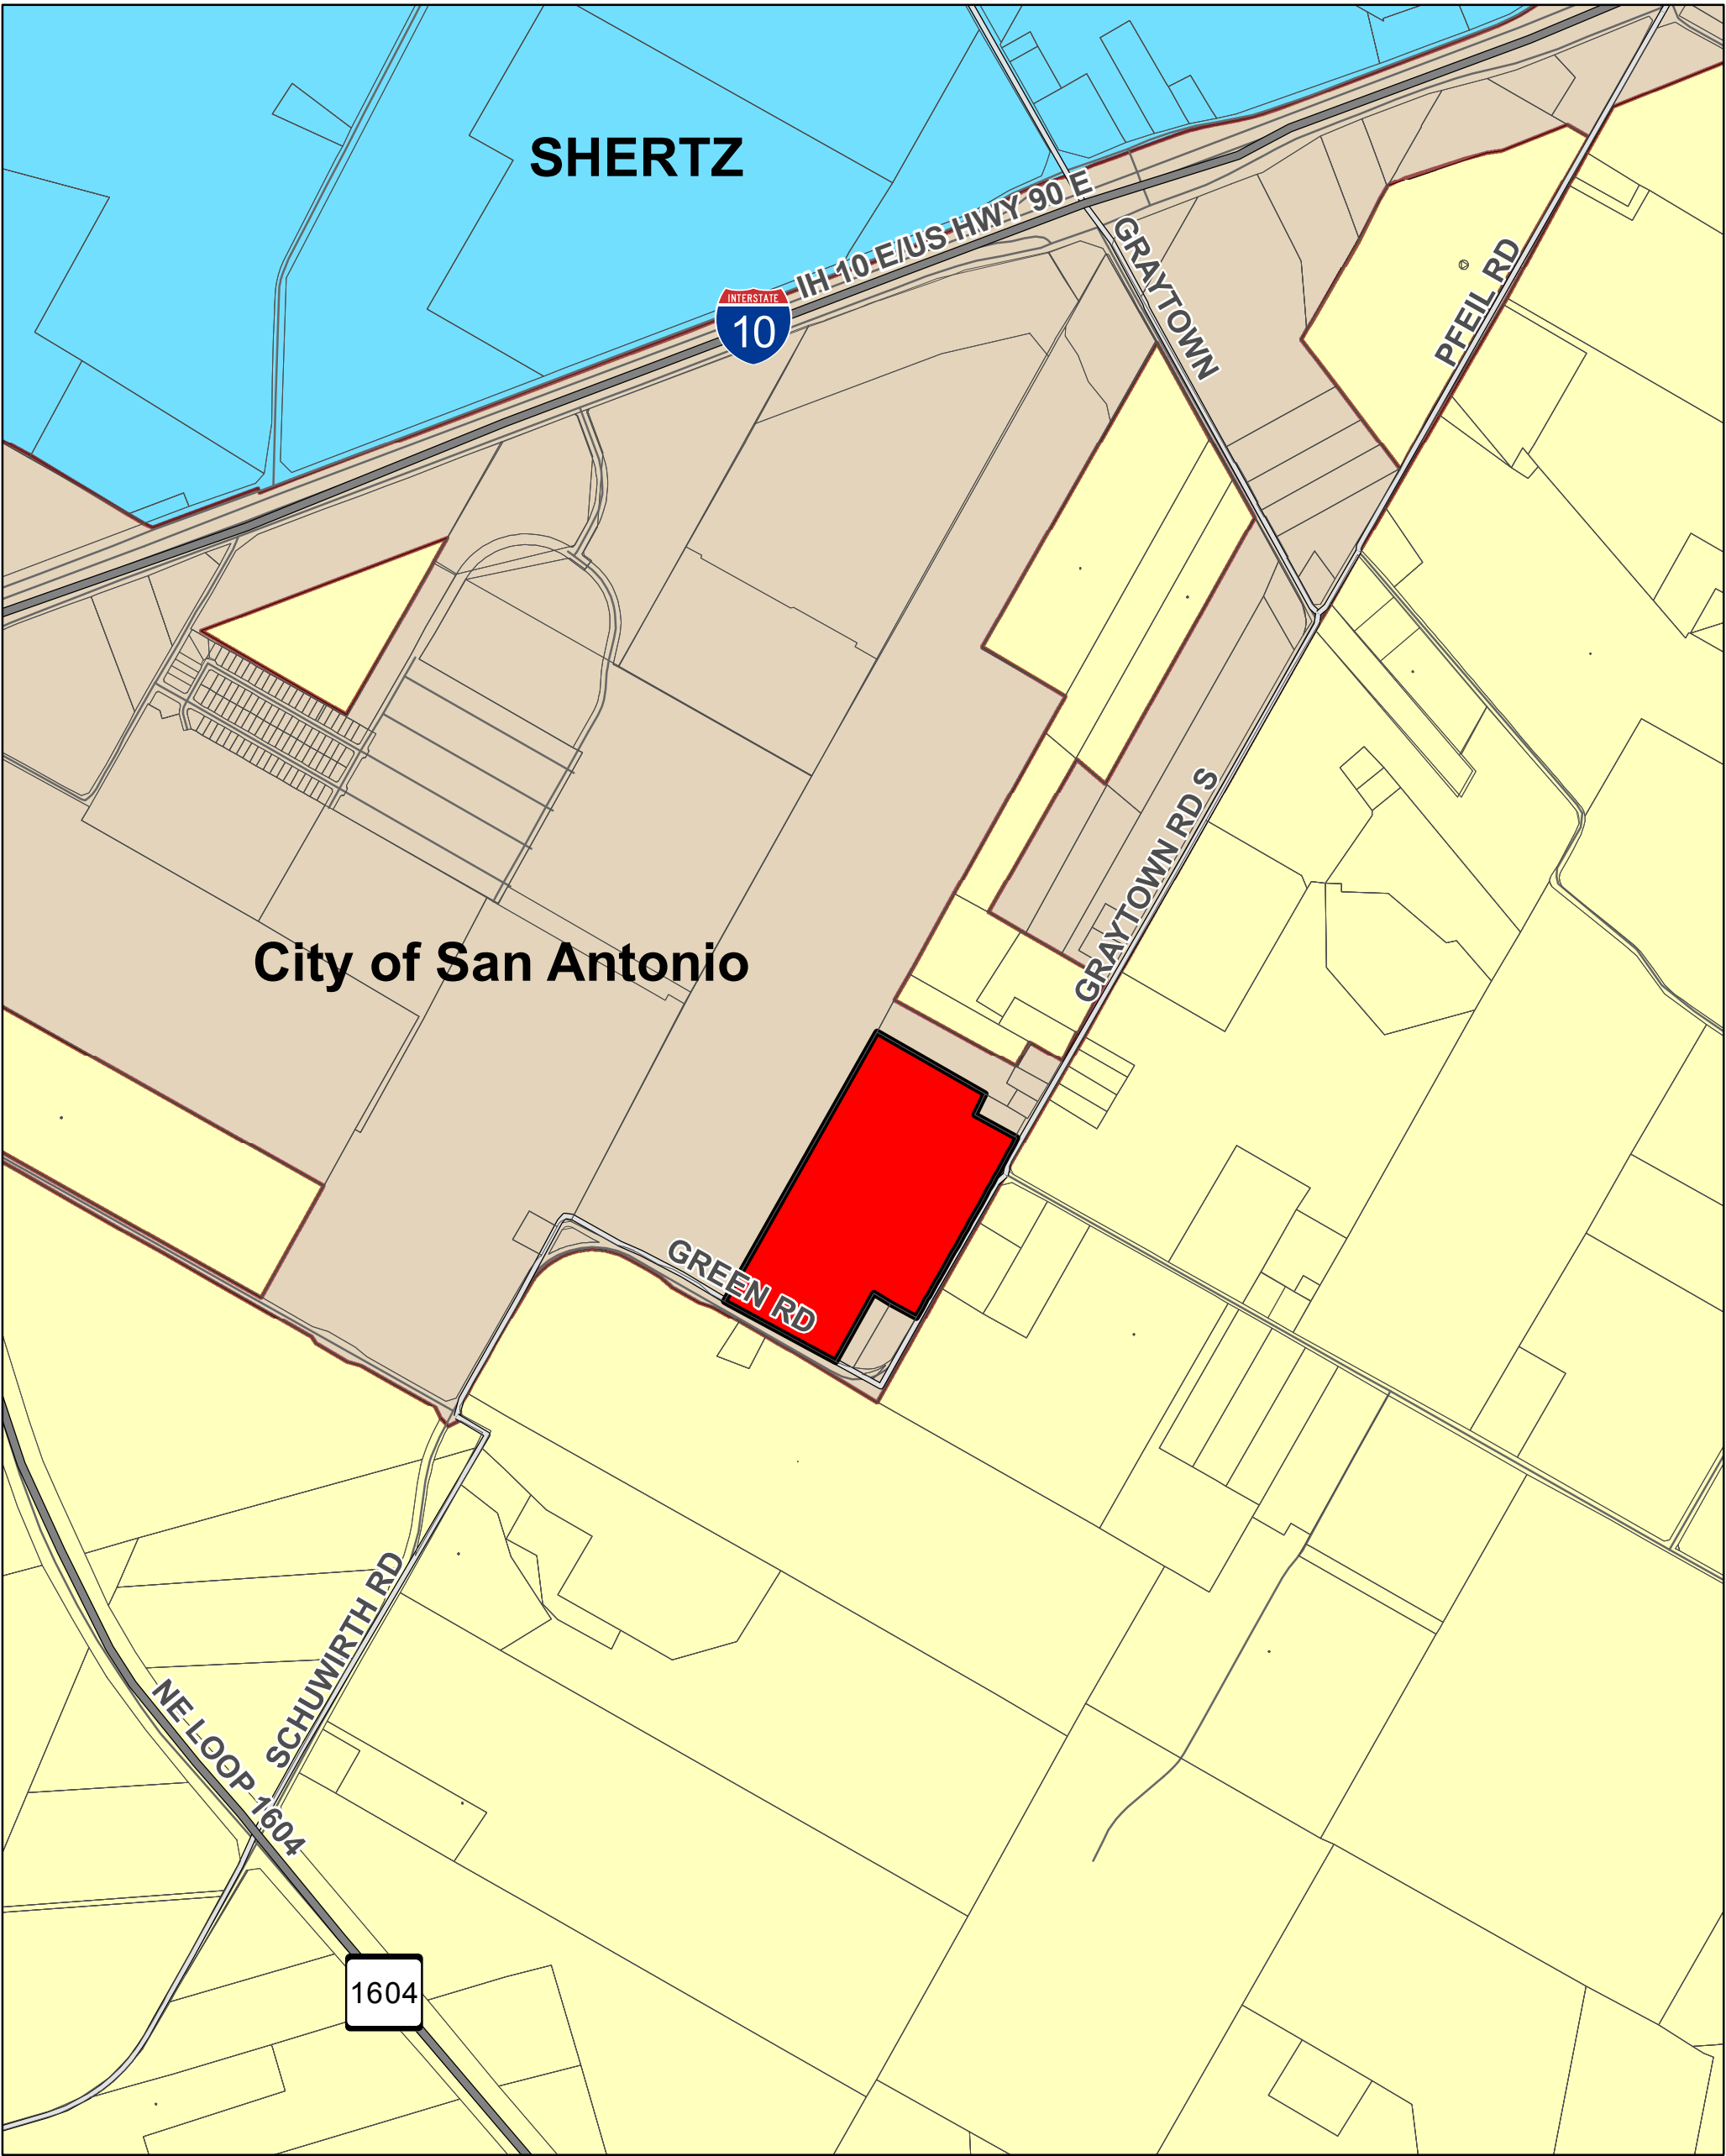 SHERTZ
IH 10 E/US HWY 90 E
INTERSTATE
10
GRAYTOWN
PFEIL RD
GRAYTOWN RD S
City of San Antonio
GREEN RD
SCHUWIRTH RD
NE LOOP 1604
1604